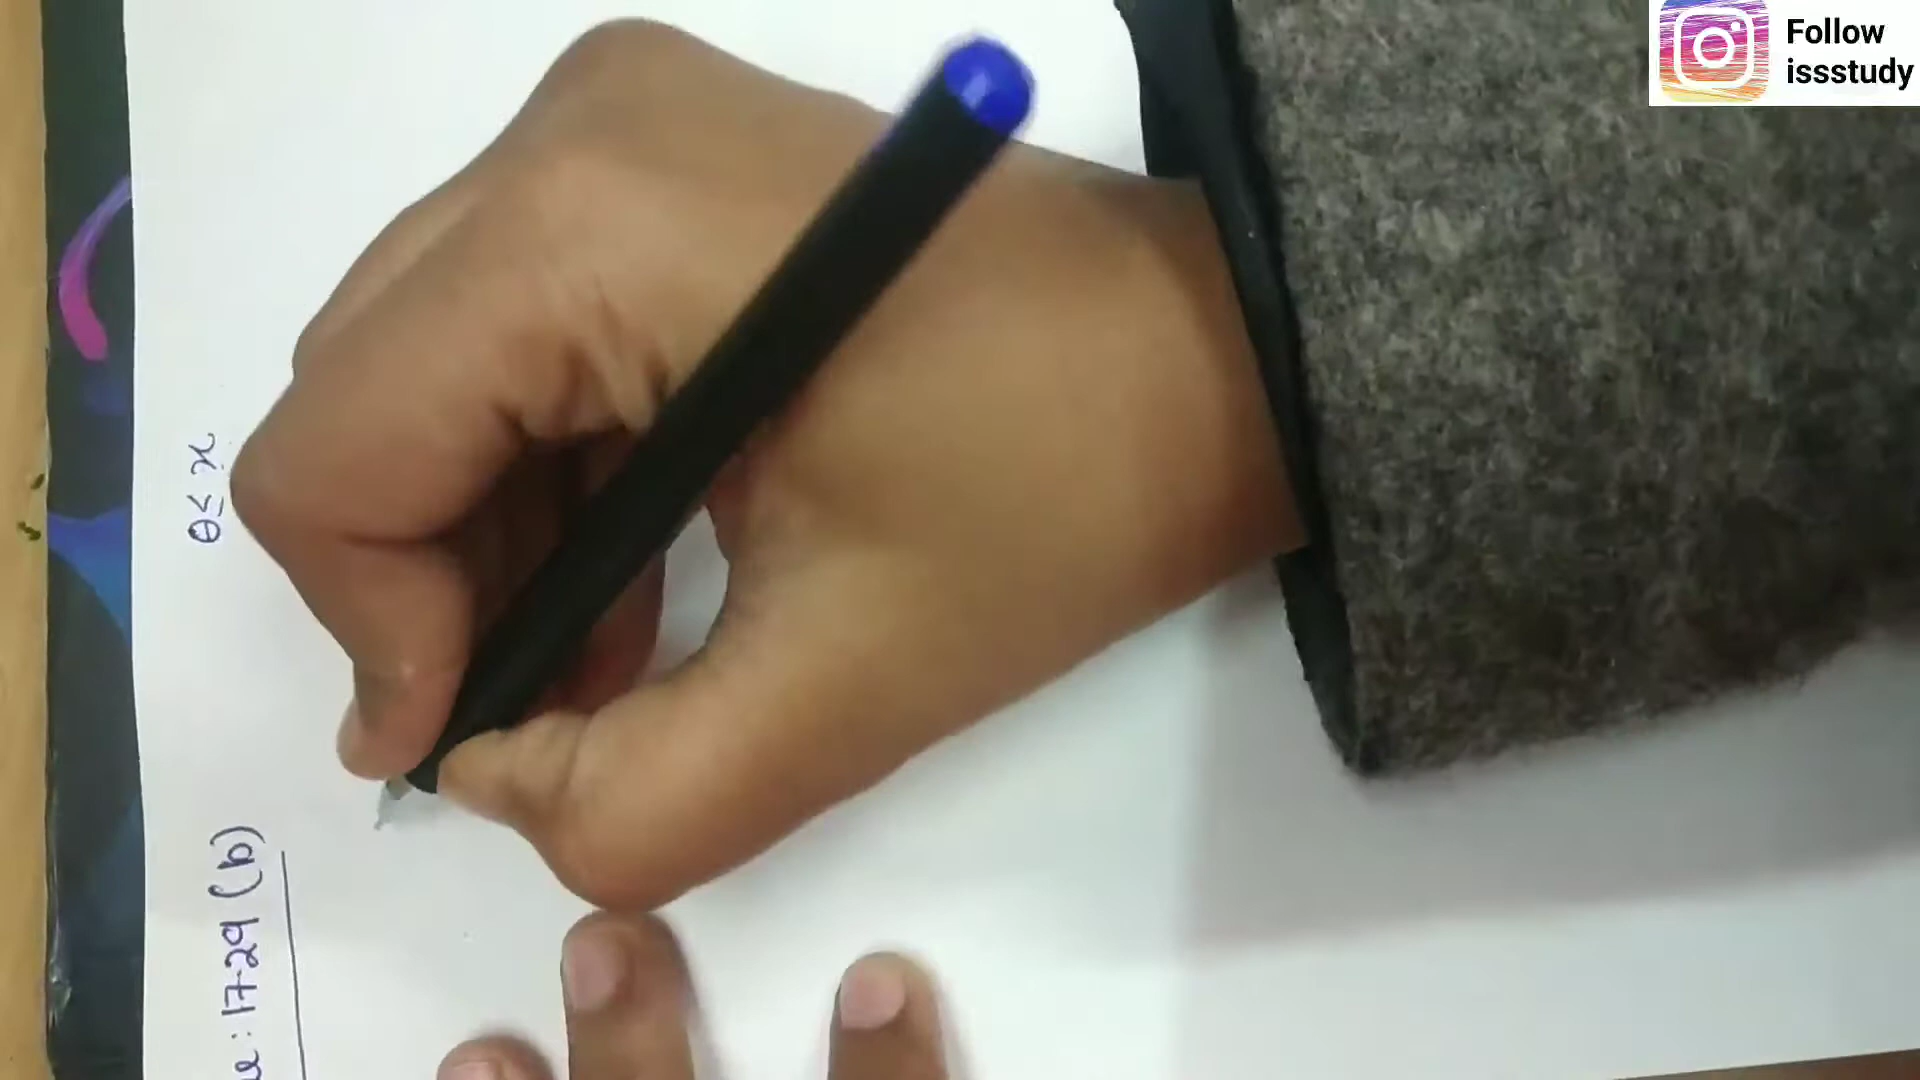 Follow
issstudy
θ ≤ x
: 17.29 (b)